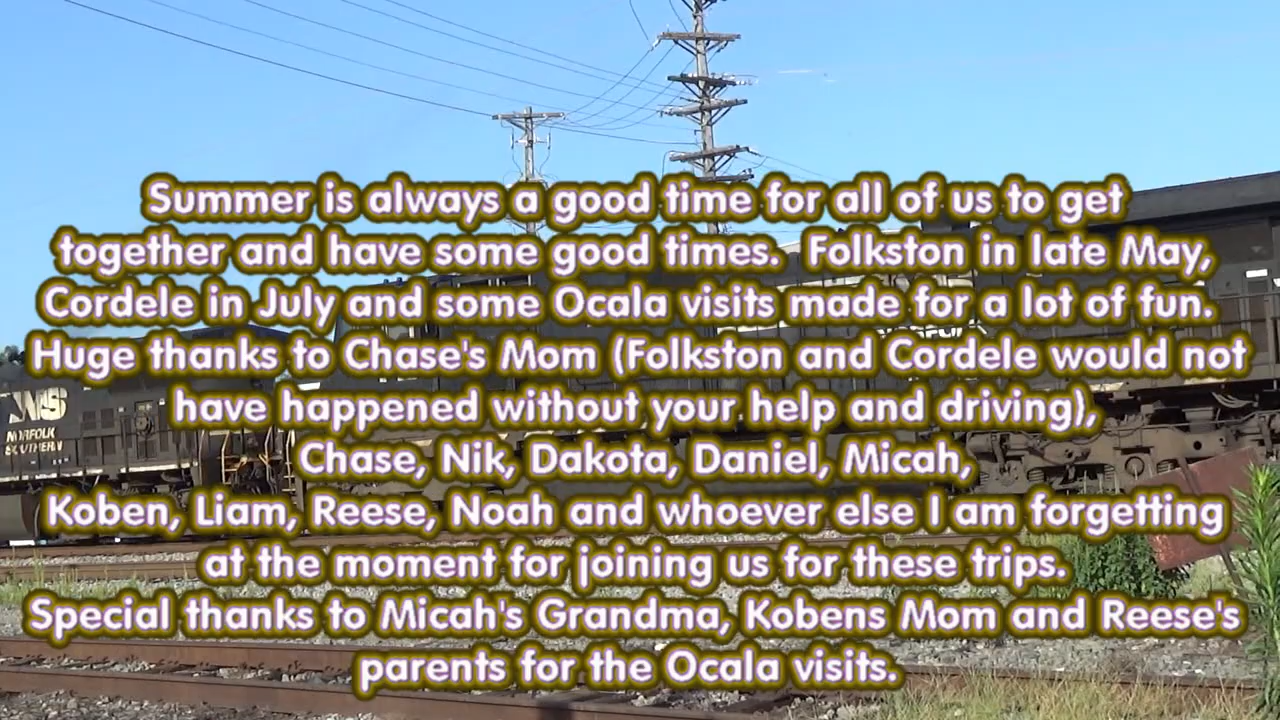 Summer is always a good time for all of us to get
together and have some good times.  Folkston in late May,
Cordele in July and some Ocala visits made for a lot of fun.
Huge thanks to Chase's Mom (Folkston and Cordele would not
have happened without your help and driving),
Chase, Nik, Dakota, Daniel, Micah,
Koben, Liam, Reese, Noah and whoever else I am forgetting
at the moment for joining us for these trips.
Special thanks to Micah's Grandma, Kobens Mom and Reese's
parents for the Ocala visits.
NS
NORFOLK
SOUTHERN